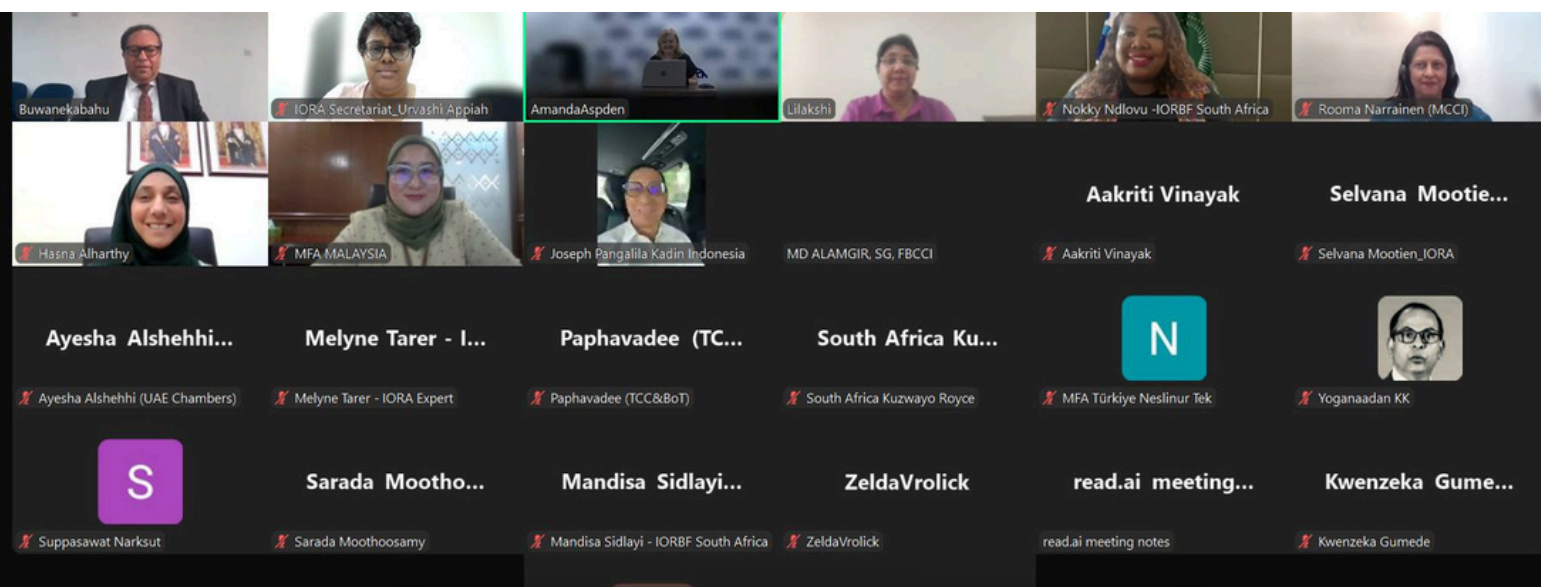 Buwanekabahu
IORA Secretariat_Urvashi Appiah
AmandaAspden
Lilakshi
Nokky Ndlovu -IORBF South Africa
Rooma Narrainen (MCCI)
Hasna Alharthy
MFA MALAYSIA
Joseph Pangalila Kadin Indonesia
MD ALAMGIR, SG, FBCCI
Aakriti Vinayak
Aakriti Vinayak
Selvana Mootie...
Selvana Mootien_IORA
Ayesha Alshehhi...
Ayesha Alshehhi (UAE Chambers)
Melyne Tarer - I...
Melyne Tarer - IORA Expert
Paphavadee (TC...
Paphavadee (TCC&BoT)
South Africa Ku...
South Africa Kuzwayo Royce
N
MFA Türkiye Neslinur Tek
Yoganaadan KK
S
Suppasawat Narksut
Sarada Mootho...
Sarada Moothoosamy
Mandisa Sidlayi...
Mandisa Sidlayi - IORBF South Africa
ZeldaVrolick
ZeldaVrolick
read.ai meeting...
read.ai meeting notes
Kwenzeka Gume...
Kwenzeka Gumede